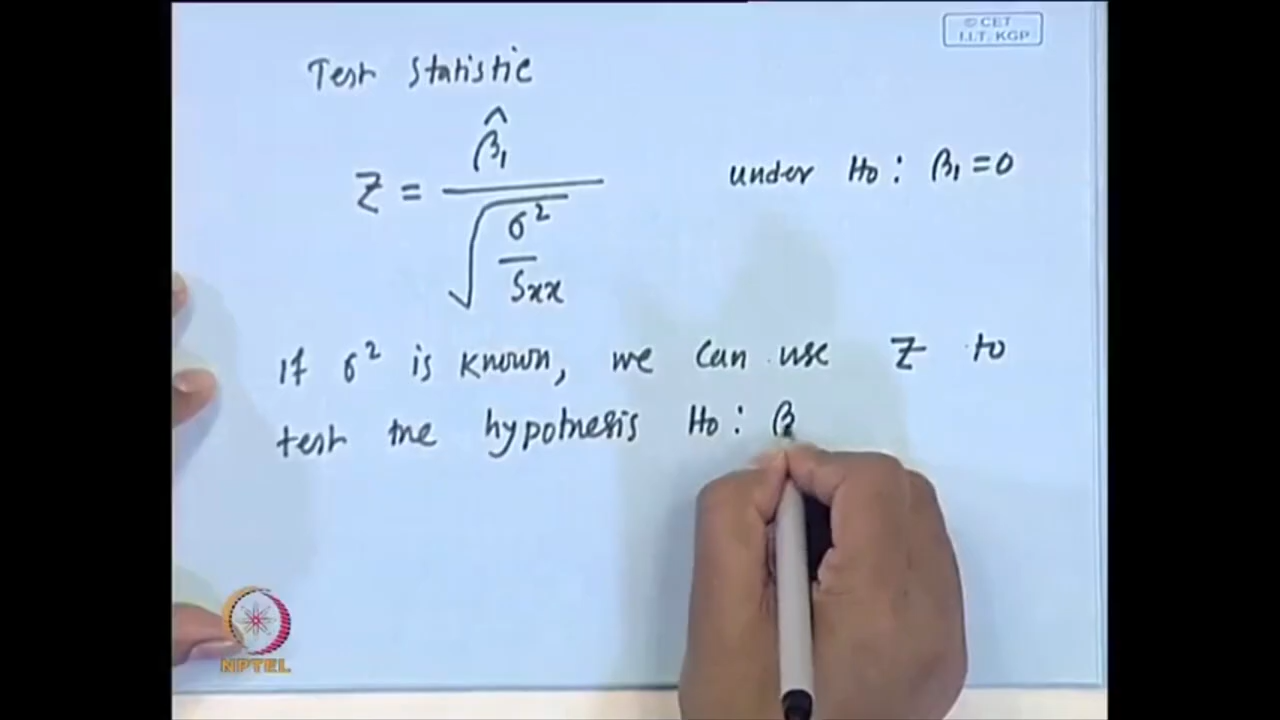 © CET
I.I.T. KGP
Test Statistic
Z = β̂₁ / √(σ² / Sxx) under H₀: β₁ = 0
If σ² is known, we can use Z to
test the hypothesis H₀: β
NPTEL